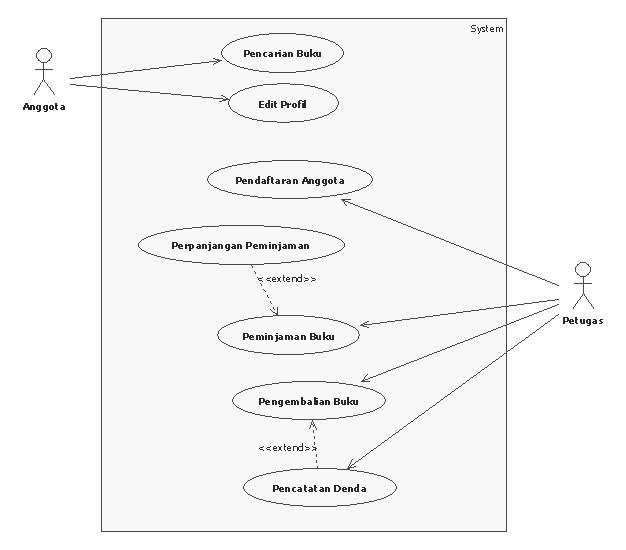 System
Pencarian Buku
Anggota
Edit Profil
Pendaftaran Anggota
Perpanjangan Peminjaman
<<extend>>
Petugas
Peminjaman Buku
Pengembalian Buku
<<extend>>
Pencatatan Denda